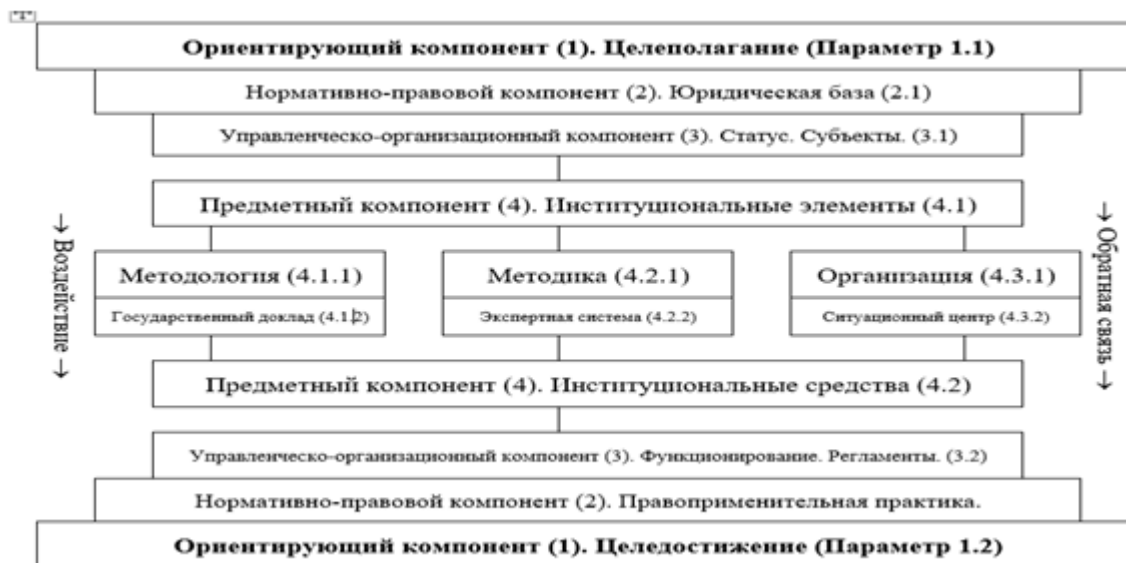 Ориентирующий компонент (1). Целеполагание (Параметр 1.1)
Нормативно-правовой компонент (2). Юридическая база (2.1)
Управленческо-организационный компонент (3). Статус. Субъекты. (3.1)
Предметный компонент (4). Институциональные элементы (4.1)
→ Воздействие →
→ Обратная связь →
Методология (4.1.1)
Методика (4.2.1)
Организация (4.3.1)
Государственный доклад (4.1.2)
Экспертная система (4.2.2)
Ситуационный центр (4.3.2)
Предметный компонент (4). Институциональные средства (4.2)
Управленческо-организационный компонент (3). Функционирование. Регламенты. (3.2)
Нормативно-правовой компонент (2). Правоприменительная практика.
Ориентирующий компонент (1). Целедостижение (Параметр 1.2)